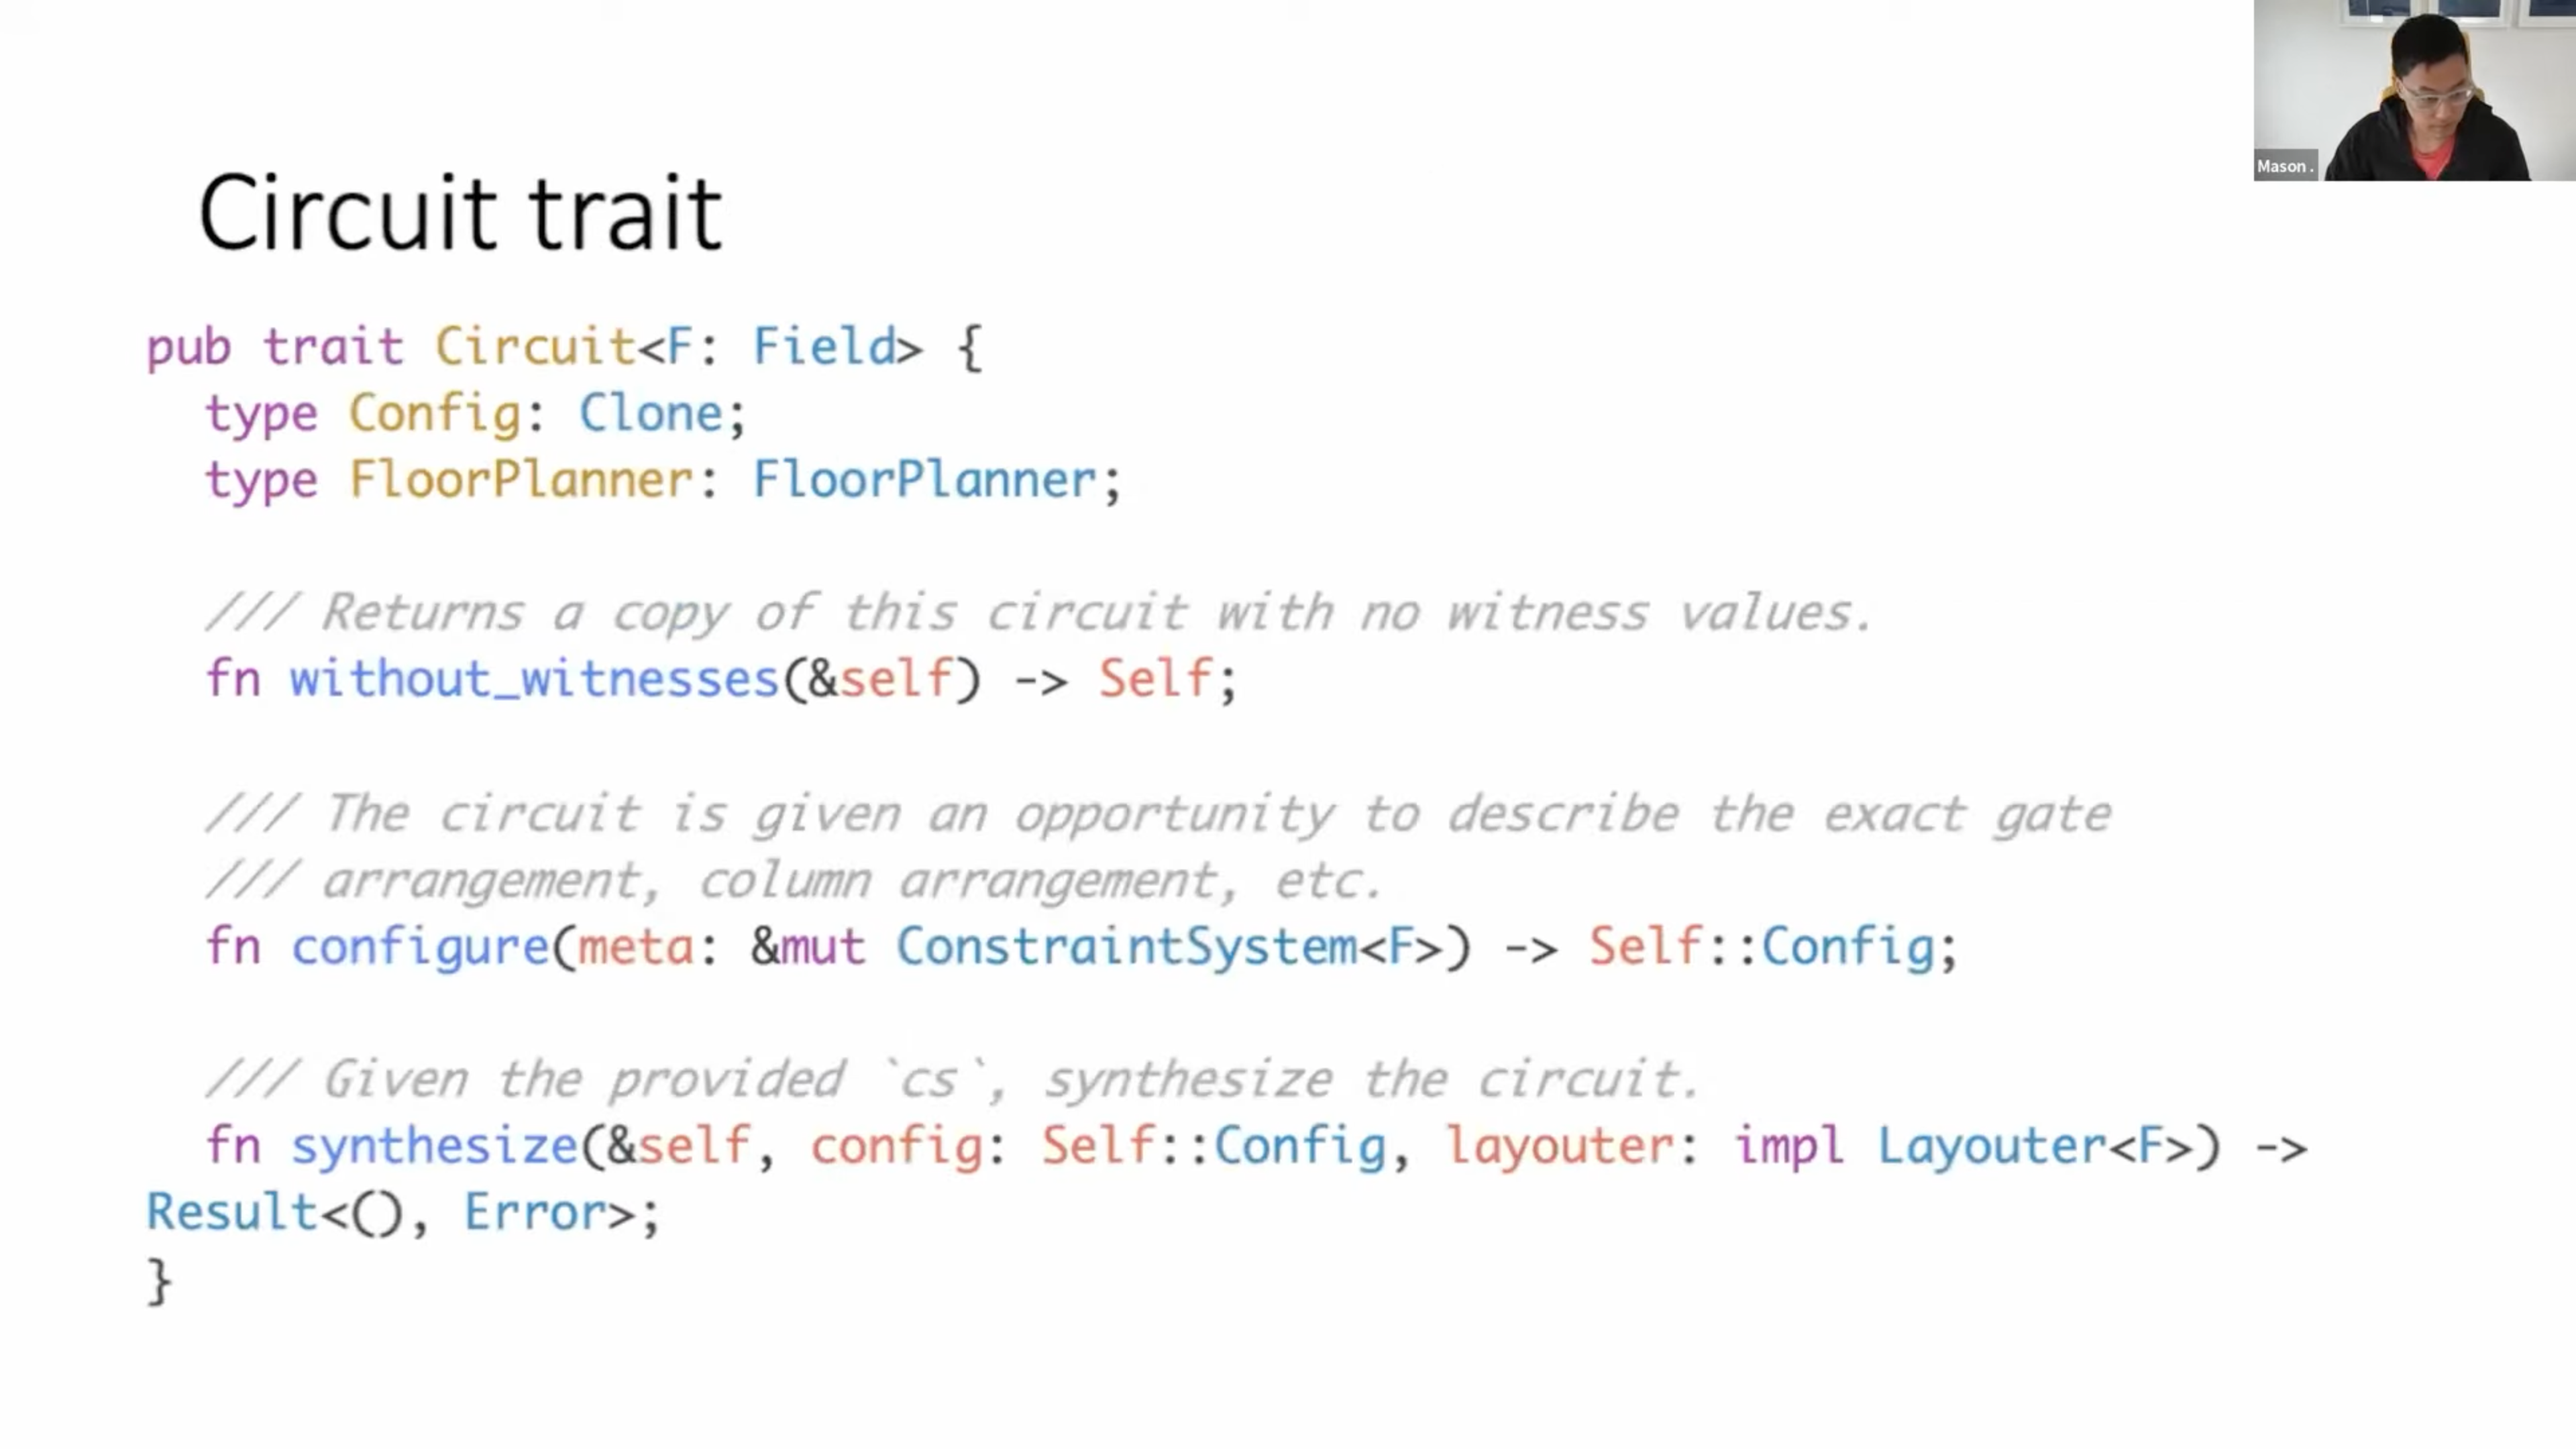 Mason .
Circuit trait
pub trait Circuit<F: Field> {
type Config: Clone;
type FloorPlanner: FloorPlanner;
/// Returns a copy of this circuit with no witness values.
fn without_witnesses(&self) -> Self;
/// The circuit is given an opportunity to describe the exact gate
/// arrangement, column arrangement, etc.
fn configure(meta: &mut ConstraintSystem<F>) -> Self::Config;
/// Given the provided `cs`, synthesize the circuit.
fn synthesize(&self, config: Self::Config, layouter: impl Layouter<F>) ->
Result<(), Error>;
}